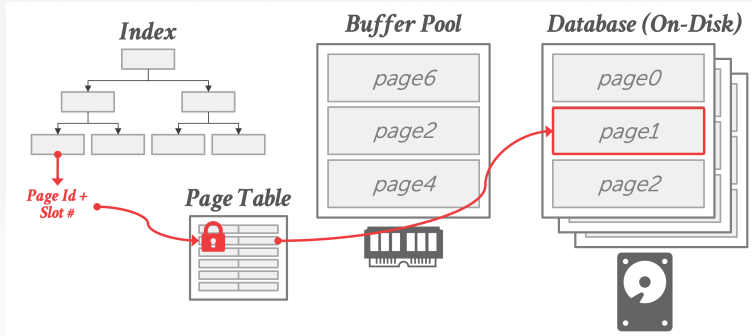 Index
Buffer Pool
Database (On-Disk)
page6
page2
page4
page0
page1
page2
Page Id +
Slot #
Page Table